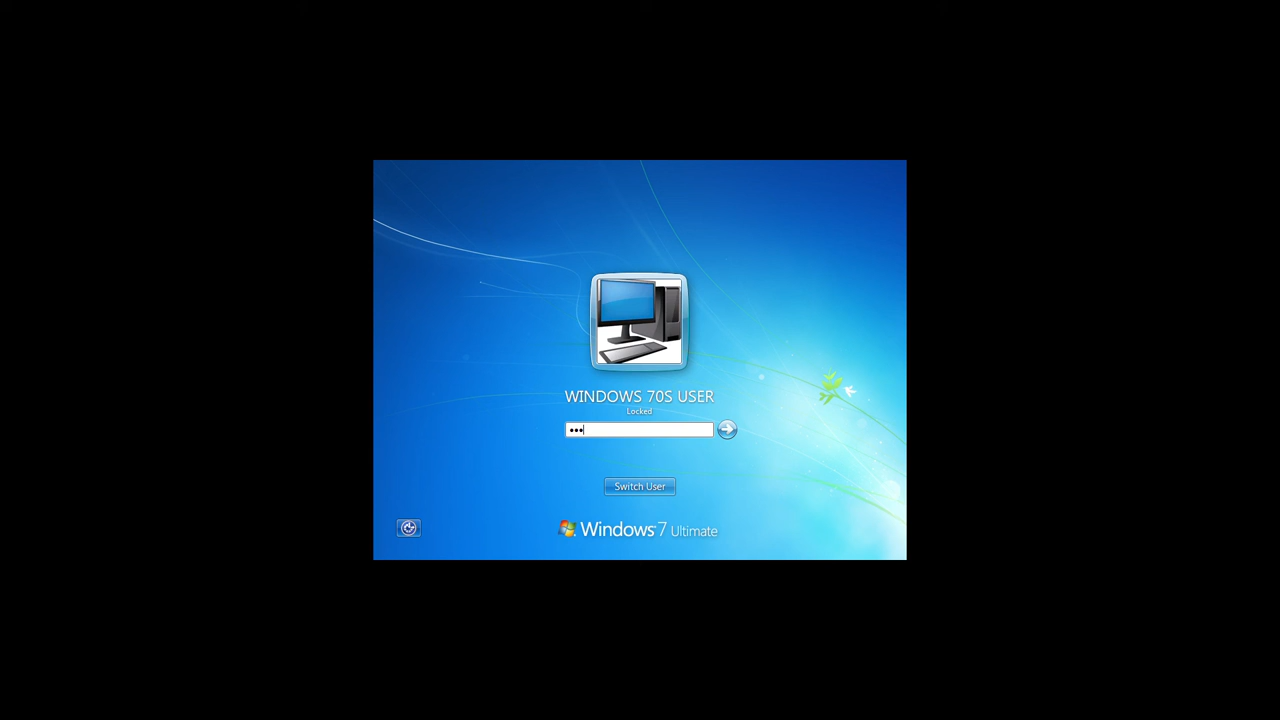 WINDOWS 70S USER
Locked
•••
Switch User
Windows 7 Ultimate